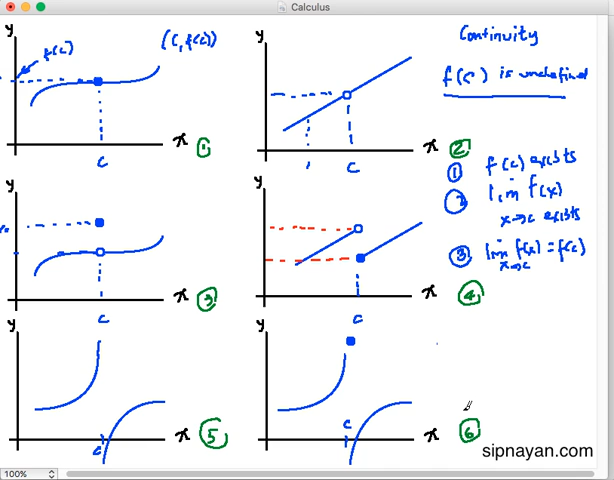 Calculus
y
f(c)
(c, f(c))
x
c
1
y
x
c
2
Continuity
f(c) is undefined
1 f(c) exists
2 lim f(x)
x→c exists
3 lim f(x) = f(c)
x→c
y
x
c
3
y
x
c
4
y
x
c
5
y
x
c
6
sipnayan.com
100%